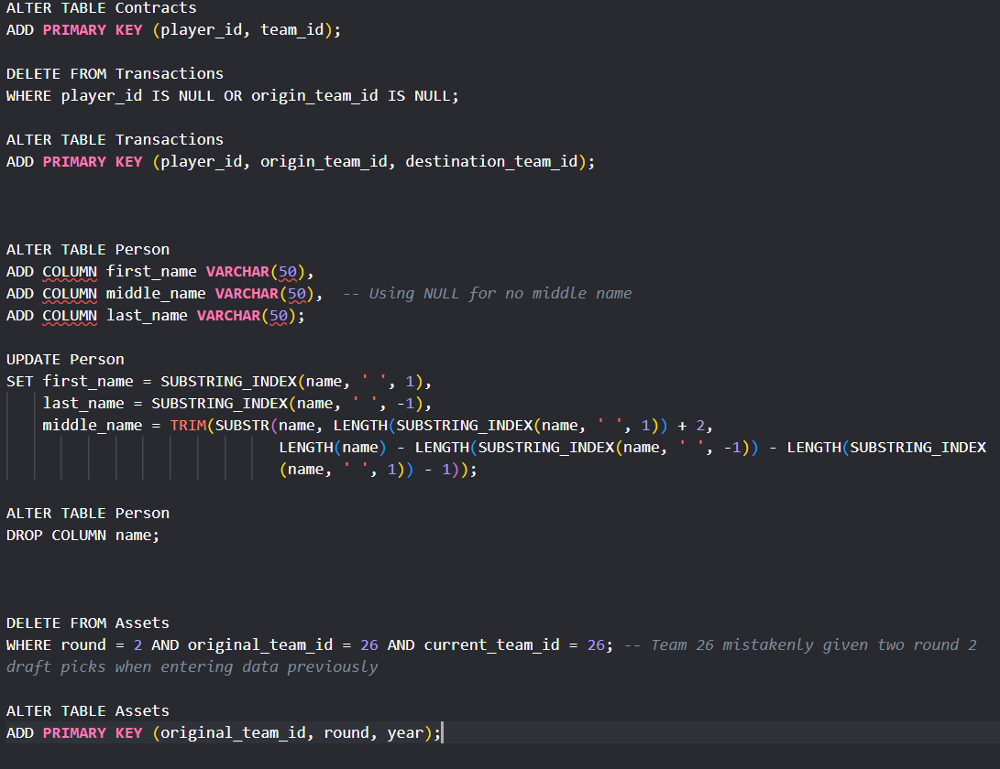 ALTER TABLE Contracts
ADD PRIMARY KEY (player_id, team_id);
DELETE FROM Transactions
WHERE player_id IS NULL OR origin_team_id IS NULL;
ALTER TABLE Transactions
ADD PRIMARY KEY (player_id, origin_team_id, destination_team_id);
ALTER TABLE Person
ADD COLUMN first_name VARCHAR(50),
ADD COLUMN middle_name VARCHAR(50),  -- Using NULL for no middle name
ADD COLUMN last_name VARCHAR(50);
UPDATE Person
SET first_name = SUBSTRING_INDEX(name, ' ', 1),
    last_name = SUBSTRING_INDEX(name, ' ', -1),
    middle_name = TRIM(SUBSTR(name, LENGTH(SUBSTRING_INDEX(name, ' ', 1)) + 2,
                              LENGTH(name) - LENGTH(SUBSTRING_INDEX(name, ' ', -1)) - LENGTH(SUBSTRING_INDEX
                              (name, ' ', 1)) - 1));
ALTER TABLE Person
DROP COLUMN name;
DELETE FROM Assets
WHERE round = 2 AND original_team_id = 26 AND current_team_id = 26; -- Team 26 mistakenly given two round 2
draft picks when entering data previously
ALTER TABLE Assets
ADD PRIMARY KEY (original_team_id, round, year);